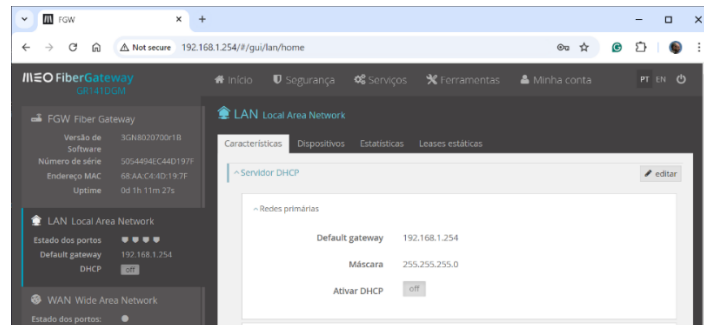 FGW
Not secure 192.168.1.254/#/gui/lan/home
MEO FiberGateway
GR141DGM
Início Segurança Serviços Ferramentas Minha conta PT EN
FGW Fiber Gateway
Versão de Software 3GN8020700r1B
Número de série 5054494EC44D197F
Endereço MAC 68:AA:C4:4D:19:7F
Uptime 0d 1h 11m 27s
LAN Local Area Network
Estado dos portos
Default gateway 192.168.1.254
DHCP off
WAN Wide Area Network
Estado dos portos:
LAN Local Area Network
Características Dispositivos Estatísticas Leases estáticas
Servidor DHCP editar
Redes primárias
Default gateway 192.168.1.254
Máscara 255.255.255.0
Ativar DHCP off